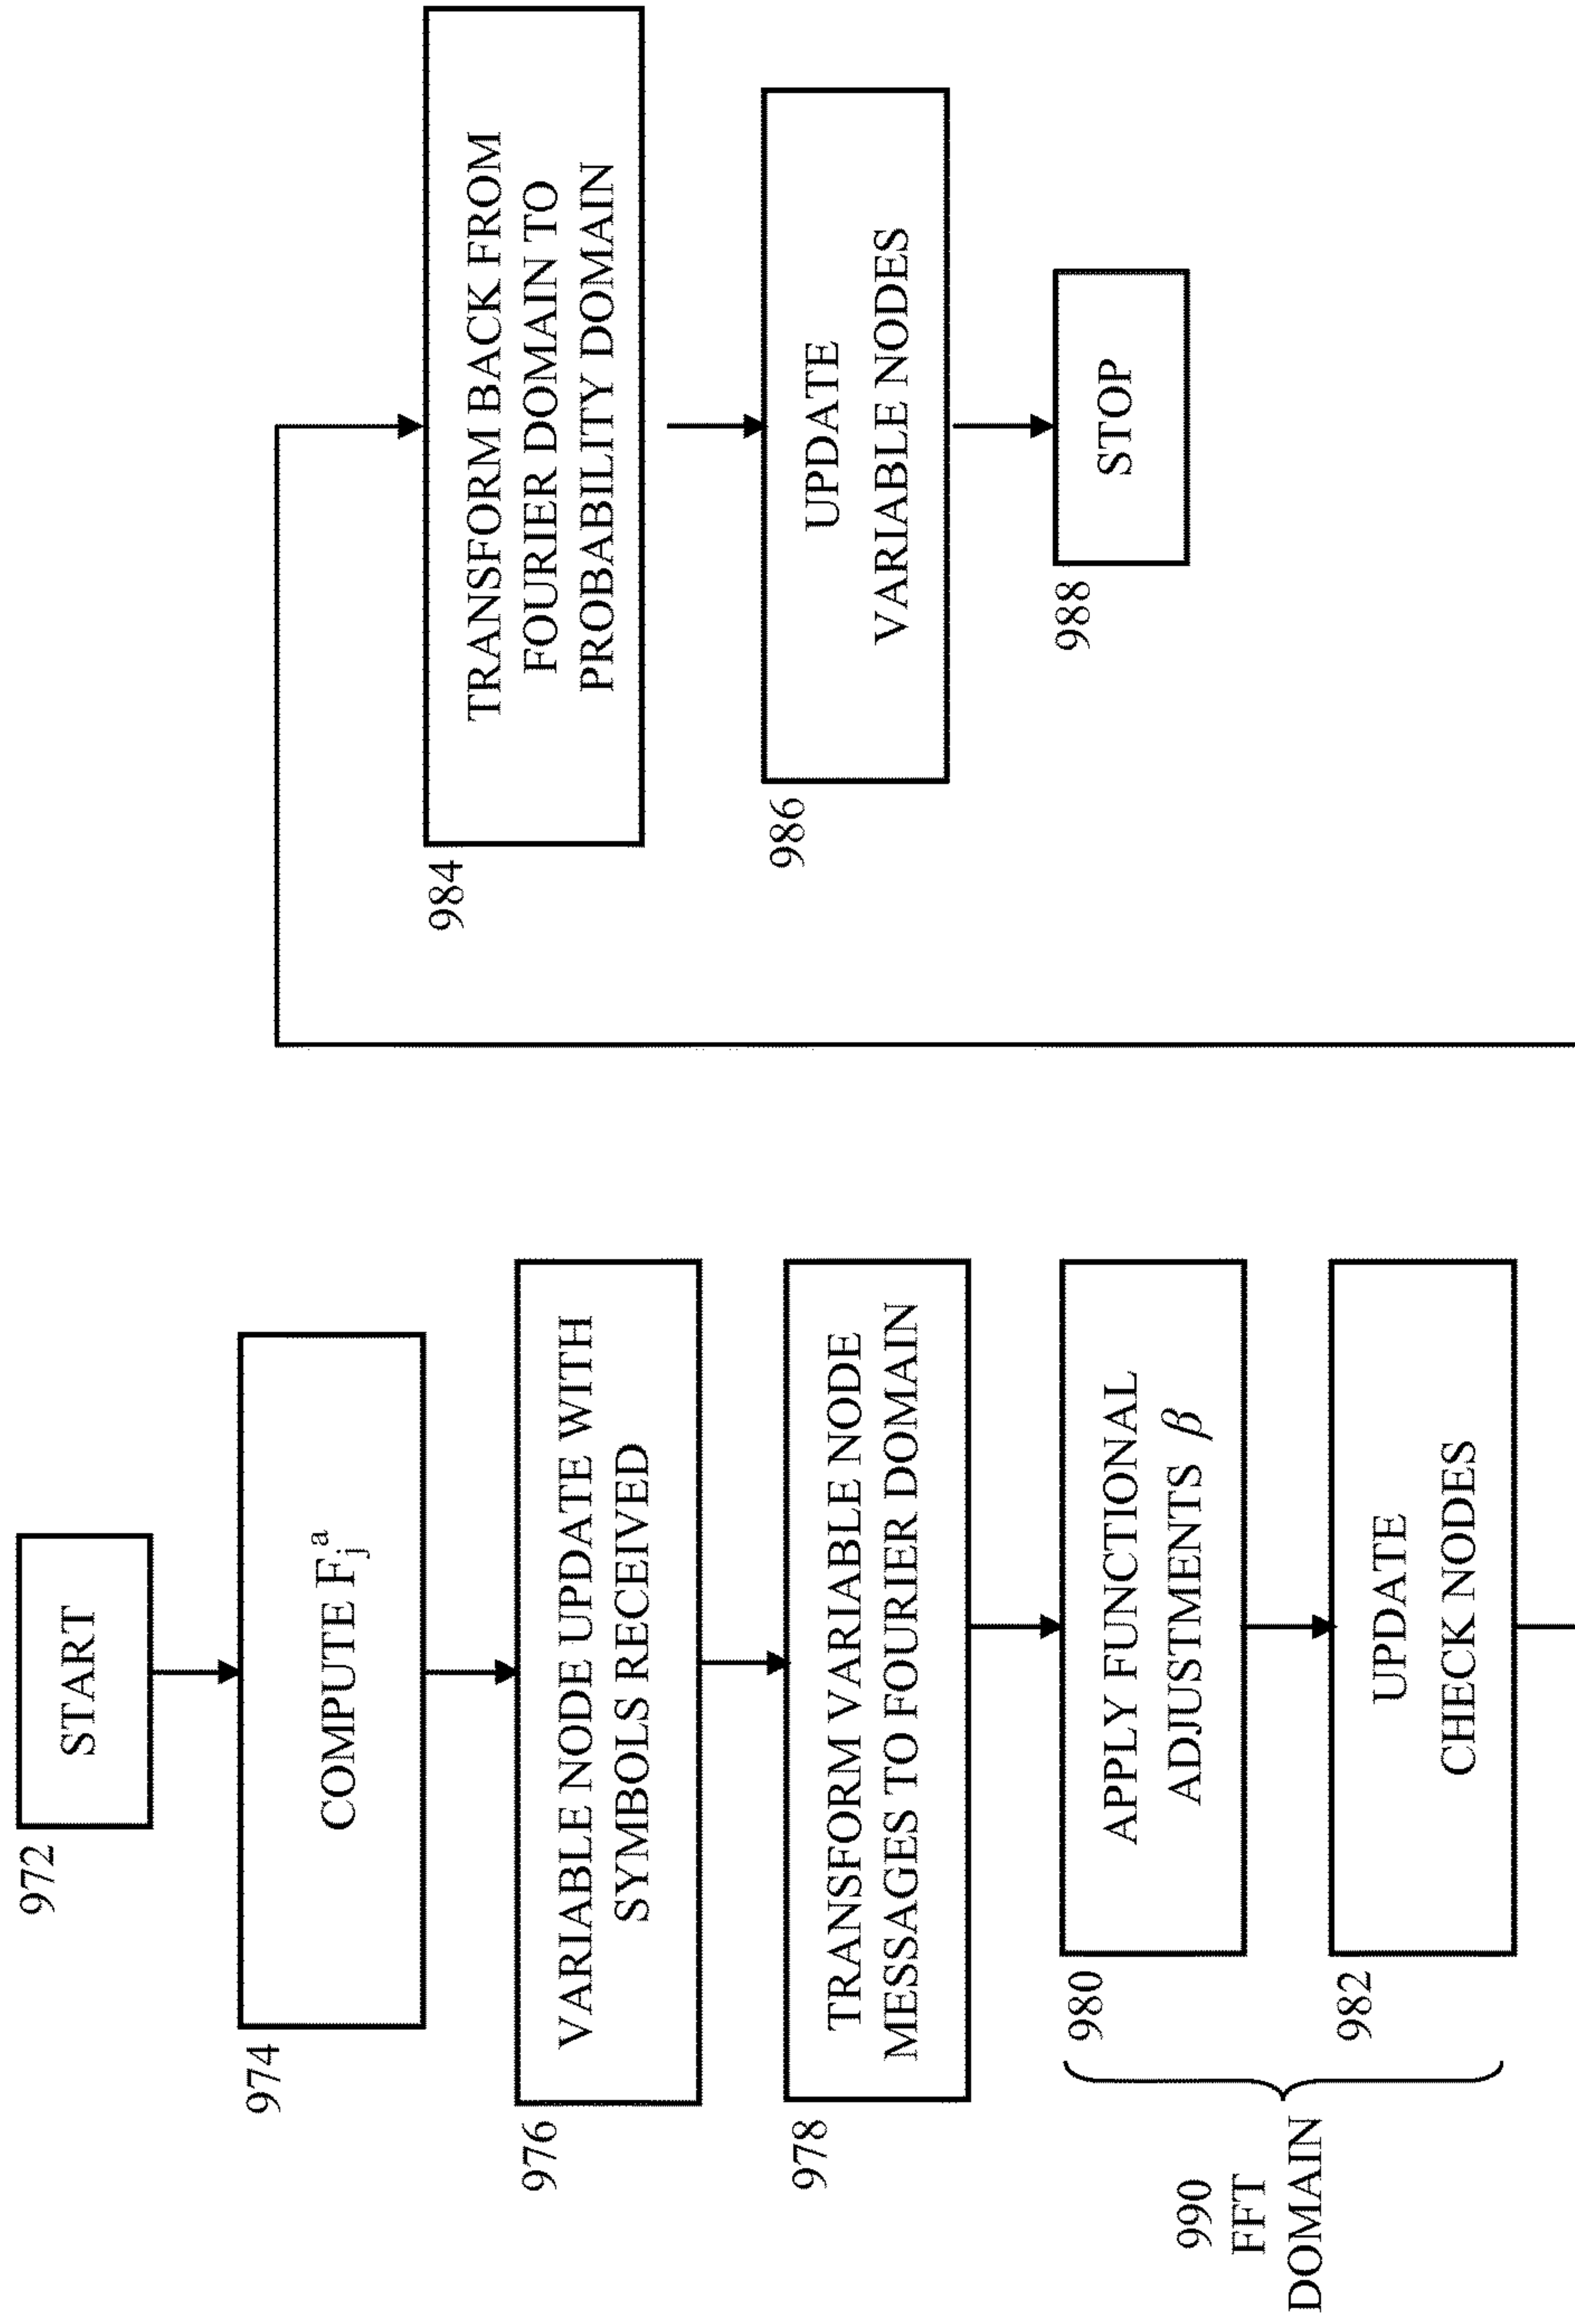 972
START
974
COMPUTE F_j^a
976
VARIABLE NODE UPDATE WITH
SYMBOLS RECEIVED
978
TRANSFORM VARIABLE NODE
MESSAGES TO FOURIER DOMAIN
980
APPLY FUNCTIONAL
ADJUSTMENTS β
982
UPDATE
CHECK NODES
990
FFT
DOMAIN
984
TRANSFORM BACK FROM
FOURIER DOMAIN TO
PROBABILITY DOMAIN
986
UPDATE
VARIABLE NODES
988
STOP